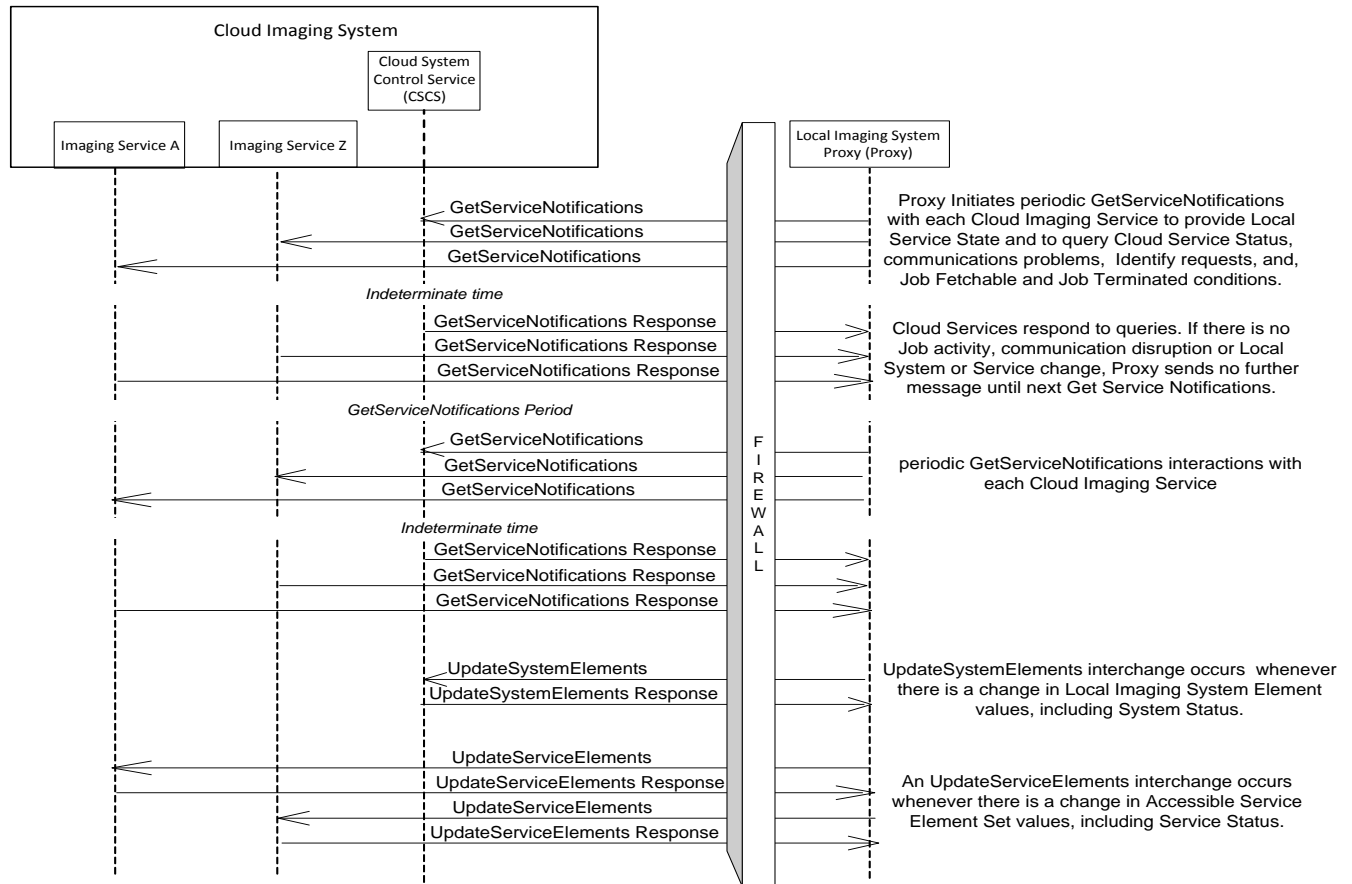 Cloud Imaging System
Cloud System
Control Service
(CSCS)
Imaging Service A
Imaging Service Z
Local Imaging System
Proxy (Proxy)
GetServiceNotifications
GetServiceNotifications
GetServiceNotifications
Proxy Initiates periodic GetServiceNotifications
with each Cloud Imaging Service to provide Local
Service State and to query Cloud Service Status,
communications problems, Identify requests, and,
Job Fetchable and Job Terminated conditions.
Indeterminate time
GetServiceNotifications Response
GetServiceNotifications Response
GetServiceNotifications Response
Cloud Services respond to queries. If there is no
Job activity, communication disruption or Local
System or Service change, Proxy sends no further
message until next Get Service Notifications.
GetServiceNotifications Period
GetServiceNotifications
GetServiceNotifications
GetServiceNotifications
F
I
R
E
W
A
L
L
periodic GetServiceNotifications interactions with
each Cloud Imaging Service
Indeterminate time
GetServiceNotifications Response
GetServiceNotifications Response
GetServiceNotifications Response
UpdateSystemElements
UpdateSystemElements Response
UpdateSystemElements interchange occurs whenever
there is a change in Local Imaging System Element
values, including System Status.
UpdateServiceElements
UpdateServiceElements Response
UpdateServiceElements
UpdateServiceElements Response
An UpdateServiceElements interchange occurs
whenever there is a change in Accessible Service
Element Set values, including Service Status.